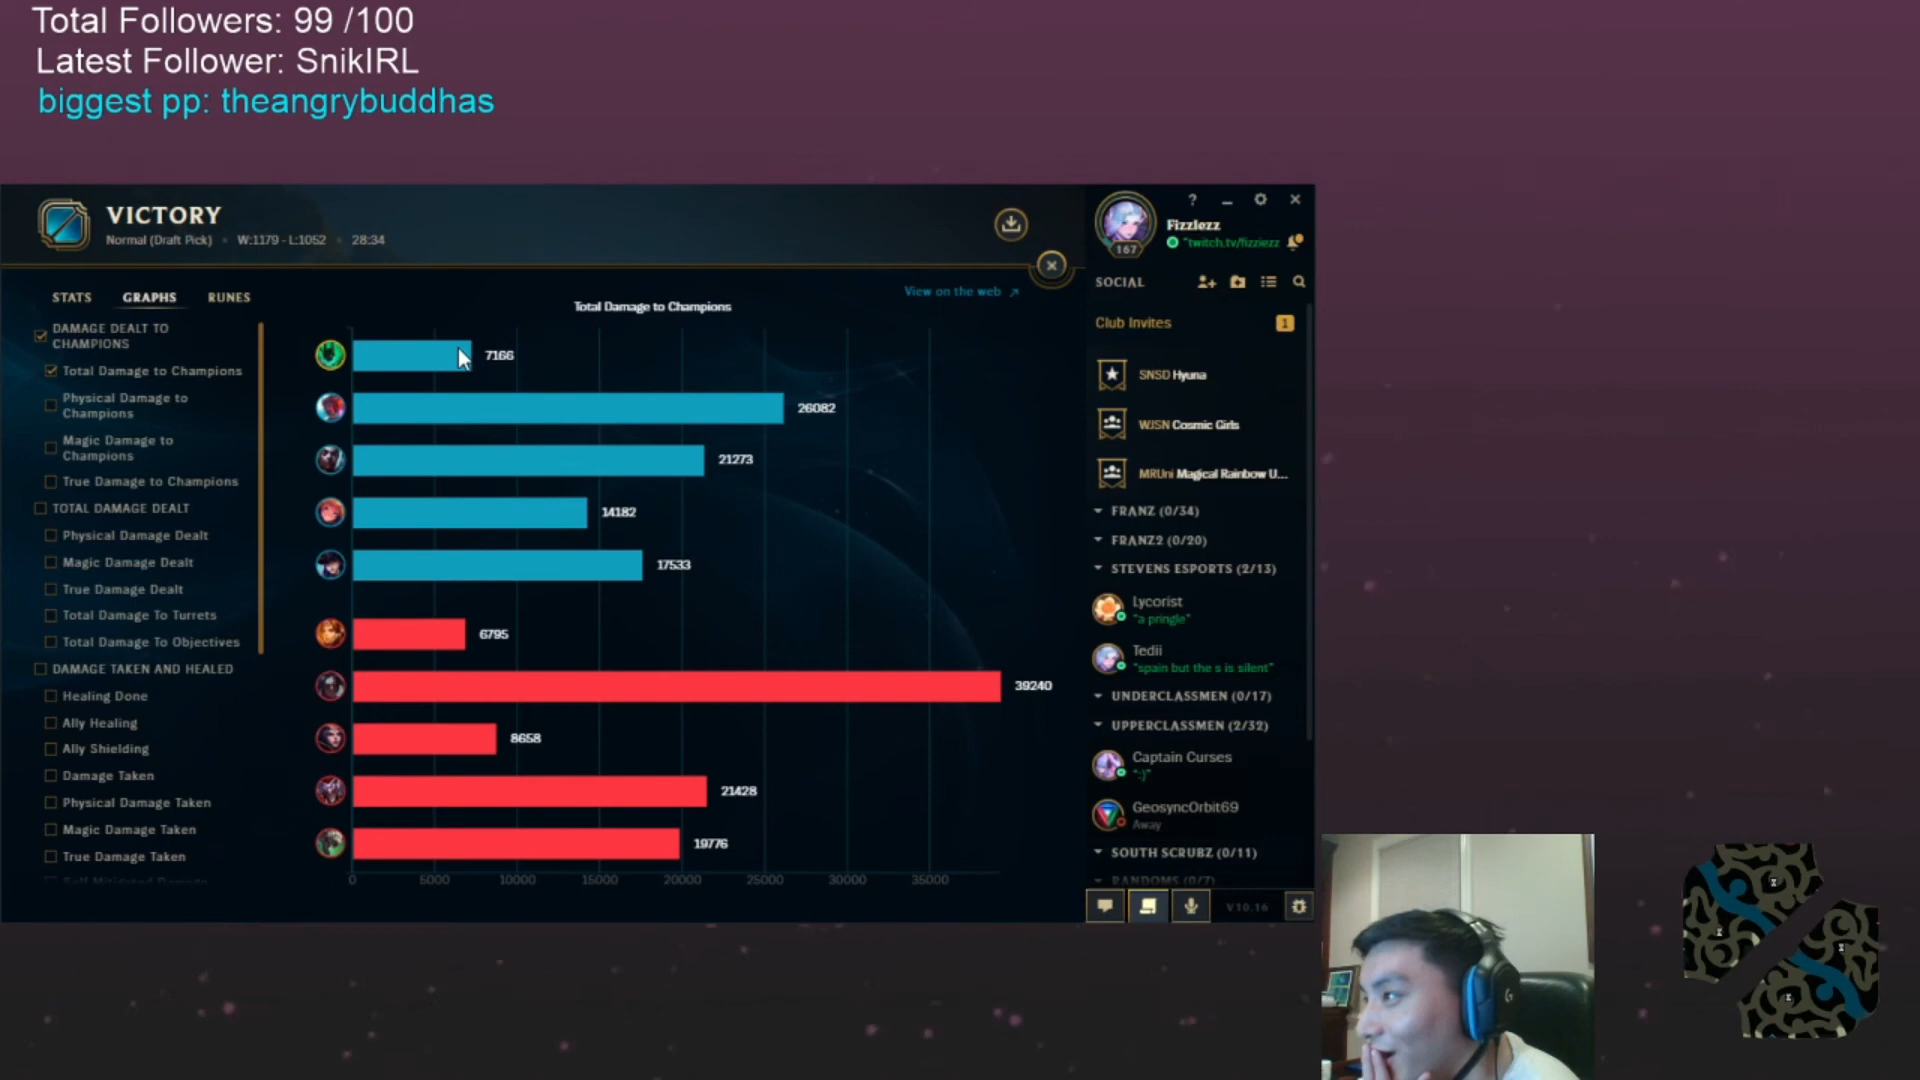 Total Followers: 99 /100
Latest Follower: SnikIRL
biggest pp: theangrybuddhas
VICTORY
Normal (Draft Pick) • W:1179 - L:1052 • 28:34
STATS
GRAPHS
RUNES
DAMAGE DEALT TO
CHAMPIONS
Total Damage to Champions
Physical Damage to
Champions
Magic Damage to
Champions
True Damage to Champions
TOTAL DAMAGE DEALT
Physical Damage Dealt
Magic Damage Dealt
True Damage Dealt
Total Damage To Turrets
Total Damage To Objectives
DAMAGE TAKEN AND HEALED
Healing Done
Ally Healing
Ally Shielding
Damage Taken
Physical Damage Taken
Magic Damage Taken
True Damage Taken
View on the web
Total Damage to Champions
7166
26082
21273
14182
17533
6795
39240
8658
21428
19776
0 5000 10000 15000 20000 25000 30000 35000
?
167
Fizzlezz
"twitch.tv/fizzlezz
SOCIAL
Club Invites
1
SNSD Hyuna
WJSN Cosmic Girls
MRUni Magical Rainbow U...
FRANZ (0/34)
FRANZ2 (0/20)
STEVENS ESPORTS (2/13)
Lycorist
"a pringle"
Tedii
"spain but the s is silent"
UNDERCLASSMEN (0/17)
UPPERCLASSMEN (2/32)
Captain Curses
":)"
GeosyncOrbit69
Away
SOUTH SCRUBZ (0/11)
RANDOMS (0/7)
V10.16